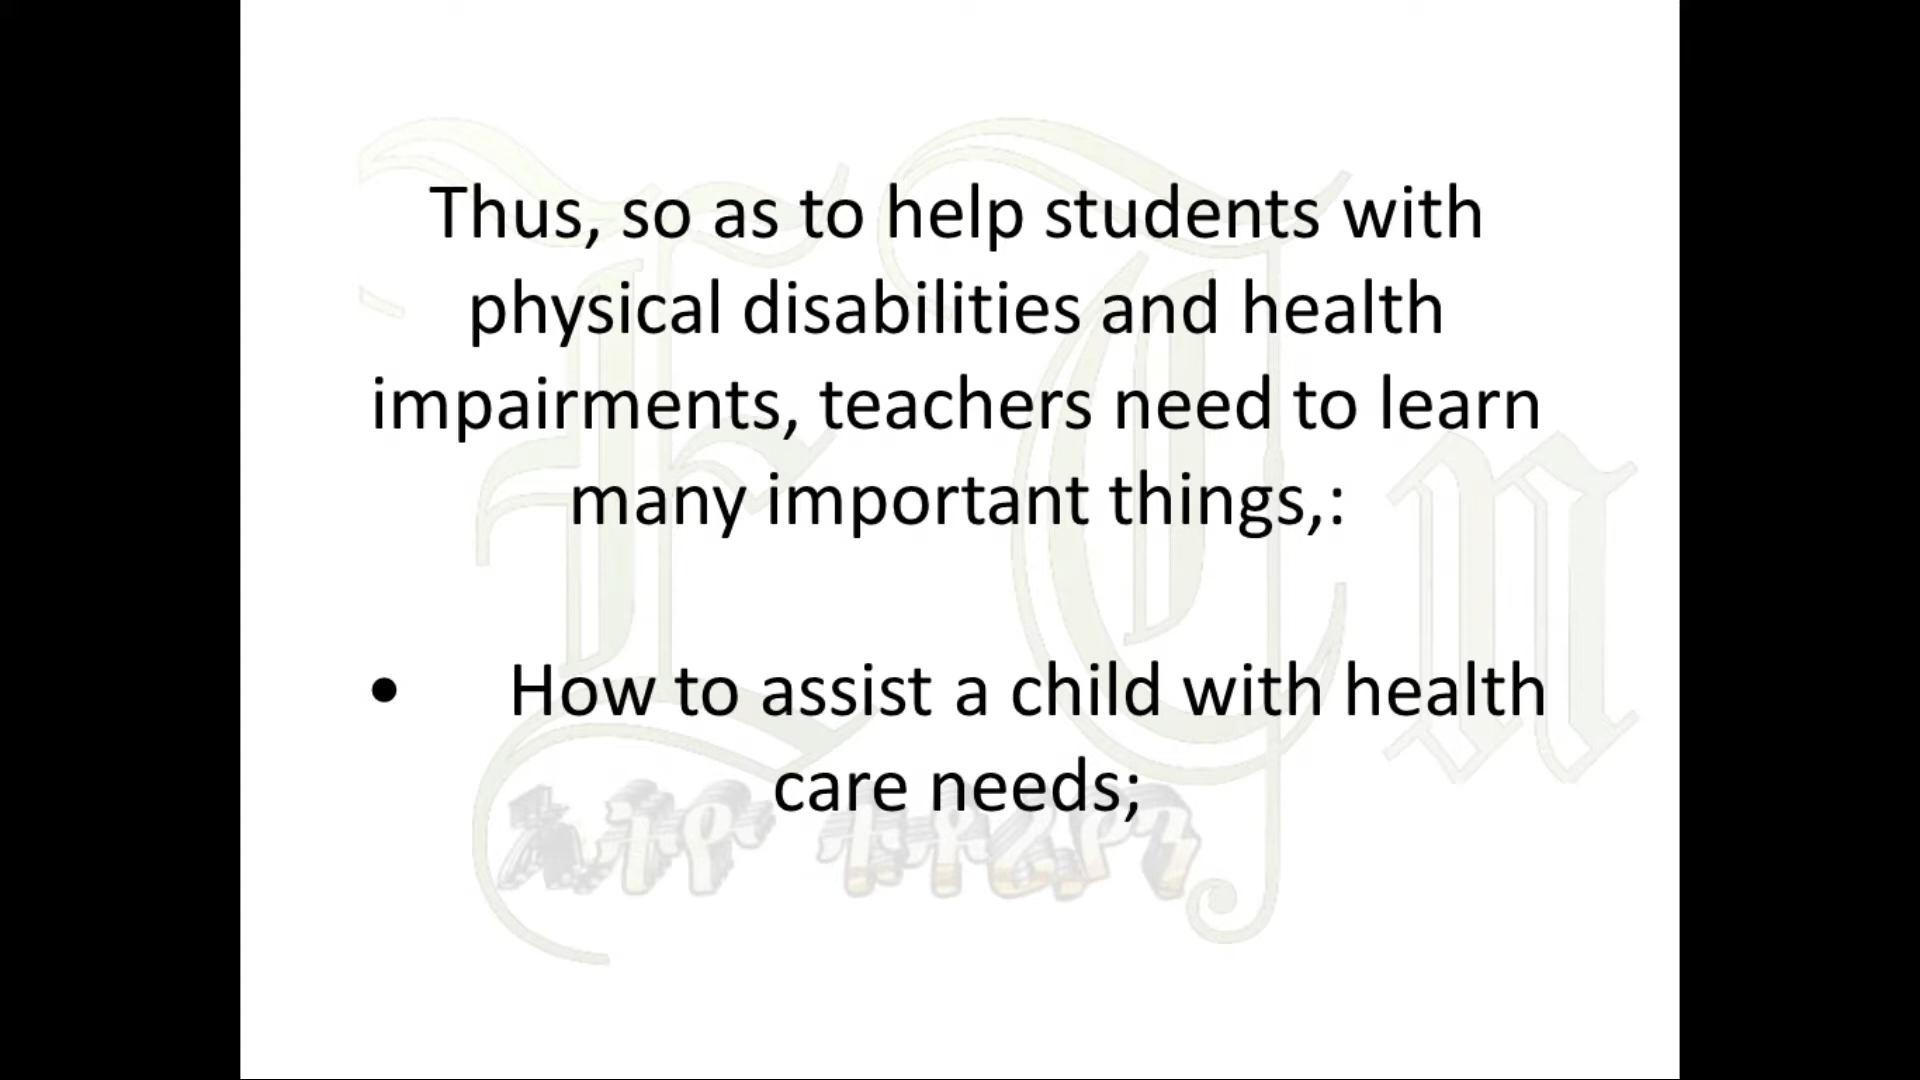 Thus, so as to help students with
physical disabilities and health
impairments, teachers need to learn
many important things,:
• How to assist a child with health
care needs;